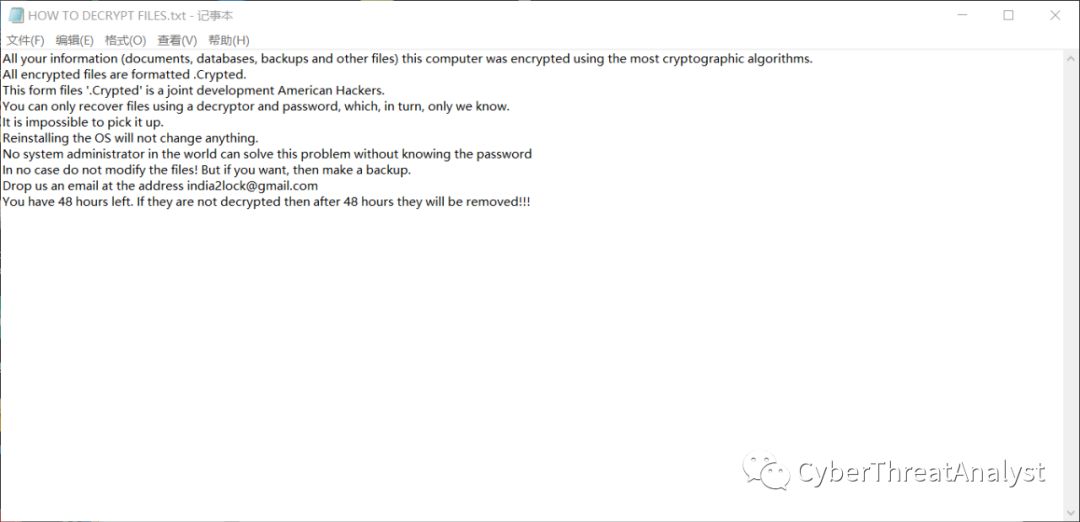 HOW TO DECRYPT FILES.txt - 记事本
文件(F) 编辑(E) 格式(O) 查看(V) 帮助(H)
All your information (documents, databases, backups and other files) this computer was encrypted using the most cryptographic algorithms.
All encrypted files are formatted .Crypted.
This form files '.Crypted' is a joint development American Hackers.
You can only recover files using a decryptor and password, which, in turn, only we know.
It is impossible to pick it up.
Reinstalling the OS will not change anything.
No system administrator in the world can solve this problem without knowing the password
In no case do not modify the files! But if you want, then make a backup.
Drop us an email at the address india2lock@gmail.com
You have 48 hours left. If they are not decrypted then after 48 hours they will be removed!!!
CyberThreatAnalyst